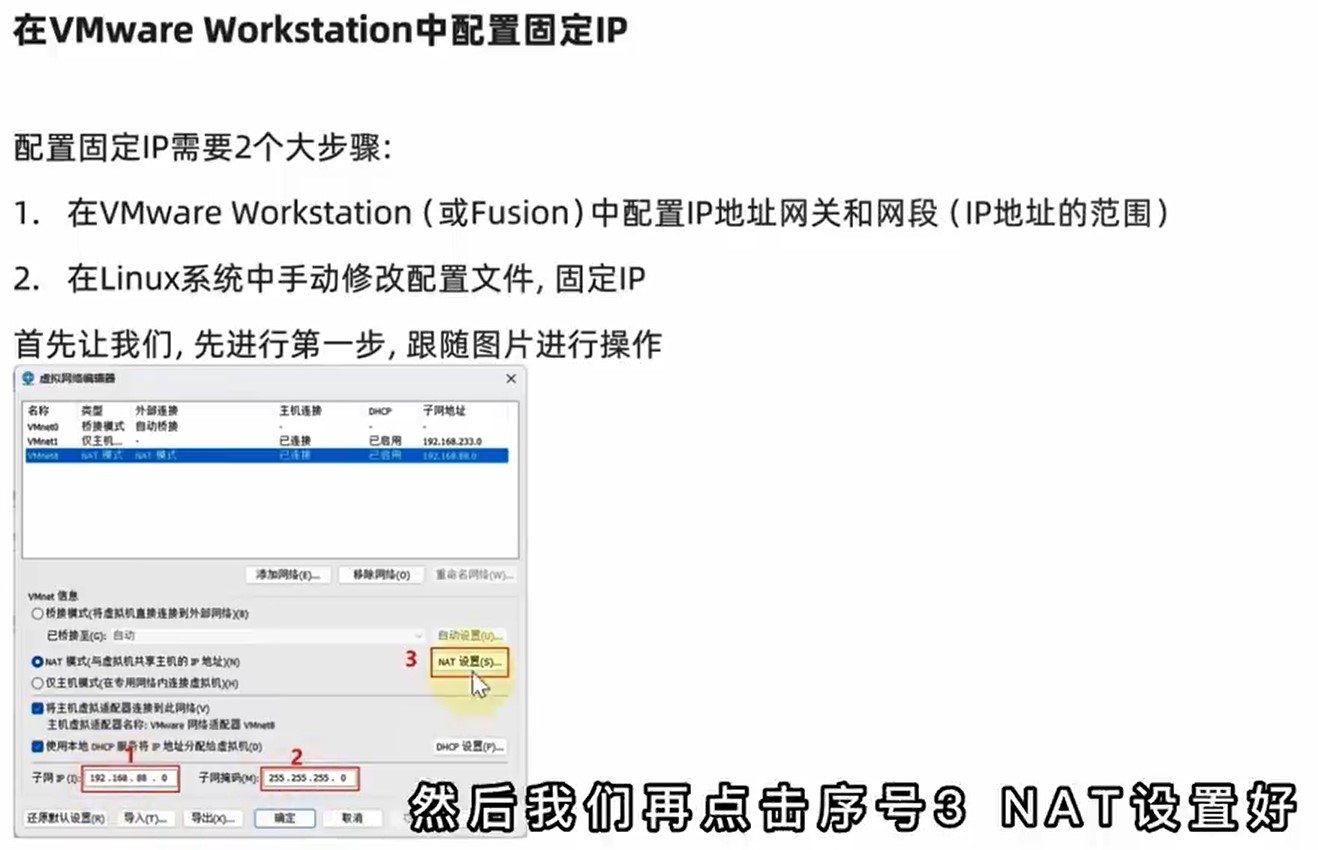 在VMware Workstation中配置固定IP
配置固定IP需要2个大步骤:
1. 在VMware Workstation（或Fusion）中配置IP地址网关和网段（IP地址的范围）
2. 在Linux系统中手动修改配置文件, 固定IP
首先让我们, 先进行第一步, 跟随图片进行操作
虚拟网络编辑器
名称 类型 外部连接 主机连接 DHCP 子网地址
VMnet0 桥接模式 自动桥接 - - -
VMnet1 仅主机... - 已连接 已启用 192.168.233.0
VMnet8 NAT 模式 NAT 模式 已连接 已启用 192.168.88.0
添加网络(E)... 移除网络(O) 重命名网络(W)...
VMnet 信息
桥接模式(将虚拟机直接连接到外部网络)(B)
已桥接至(G): 自动 自动设置(U)...
NAT 模式(与虚拟机共享主机的 IP 地址)(N) 3 NAT 设置(S)...
仅主机模式(在专用网络内连接虚拟机)(H)
将主机虚拟适配器连接到此网络(V)
主机虚拟适配器名称: VMware 网络适配器 VMnet8
使用本地 DHCP 服务将 IP 地址分配给虚拟机(D) DHCP 设置(P)...
1 2
子网 IP (I): 192.168.88.0 子网掩码(M): 255.255.255.0
还原默认设置(R) 导入(T)... 导出(X)... 确定 取消
然后我们再点击序号3 NAT设置好